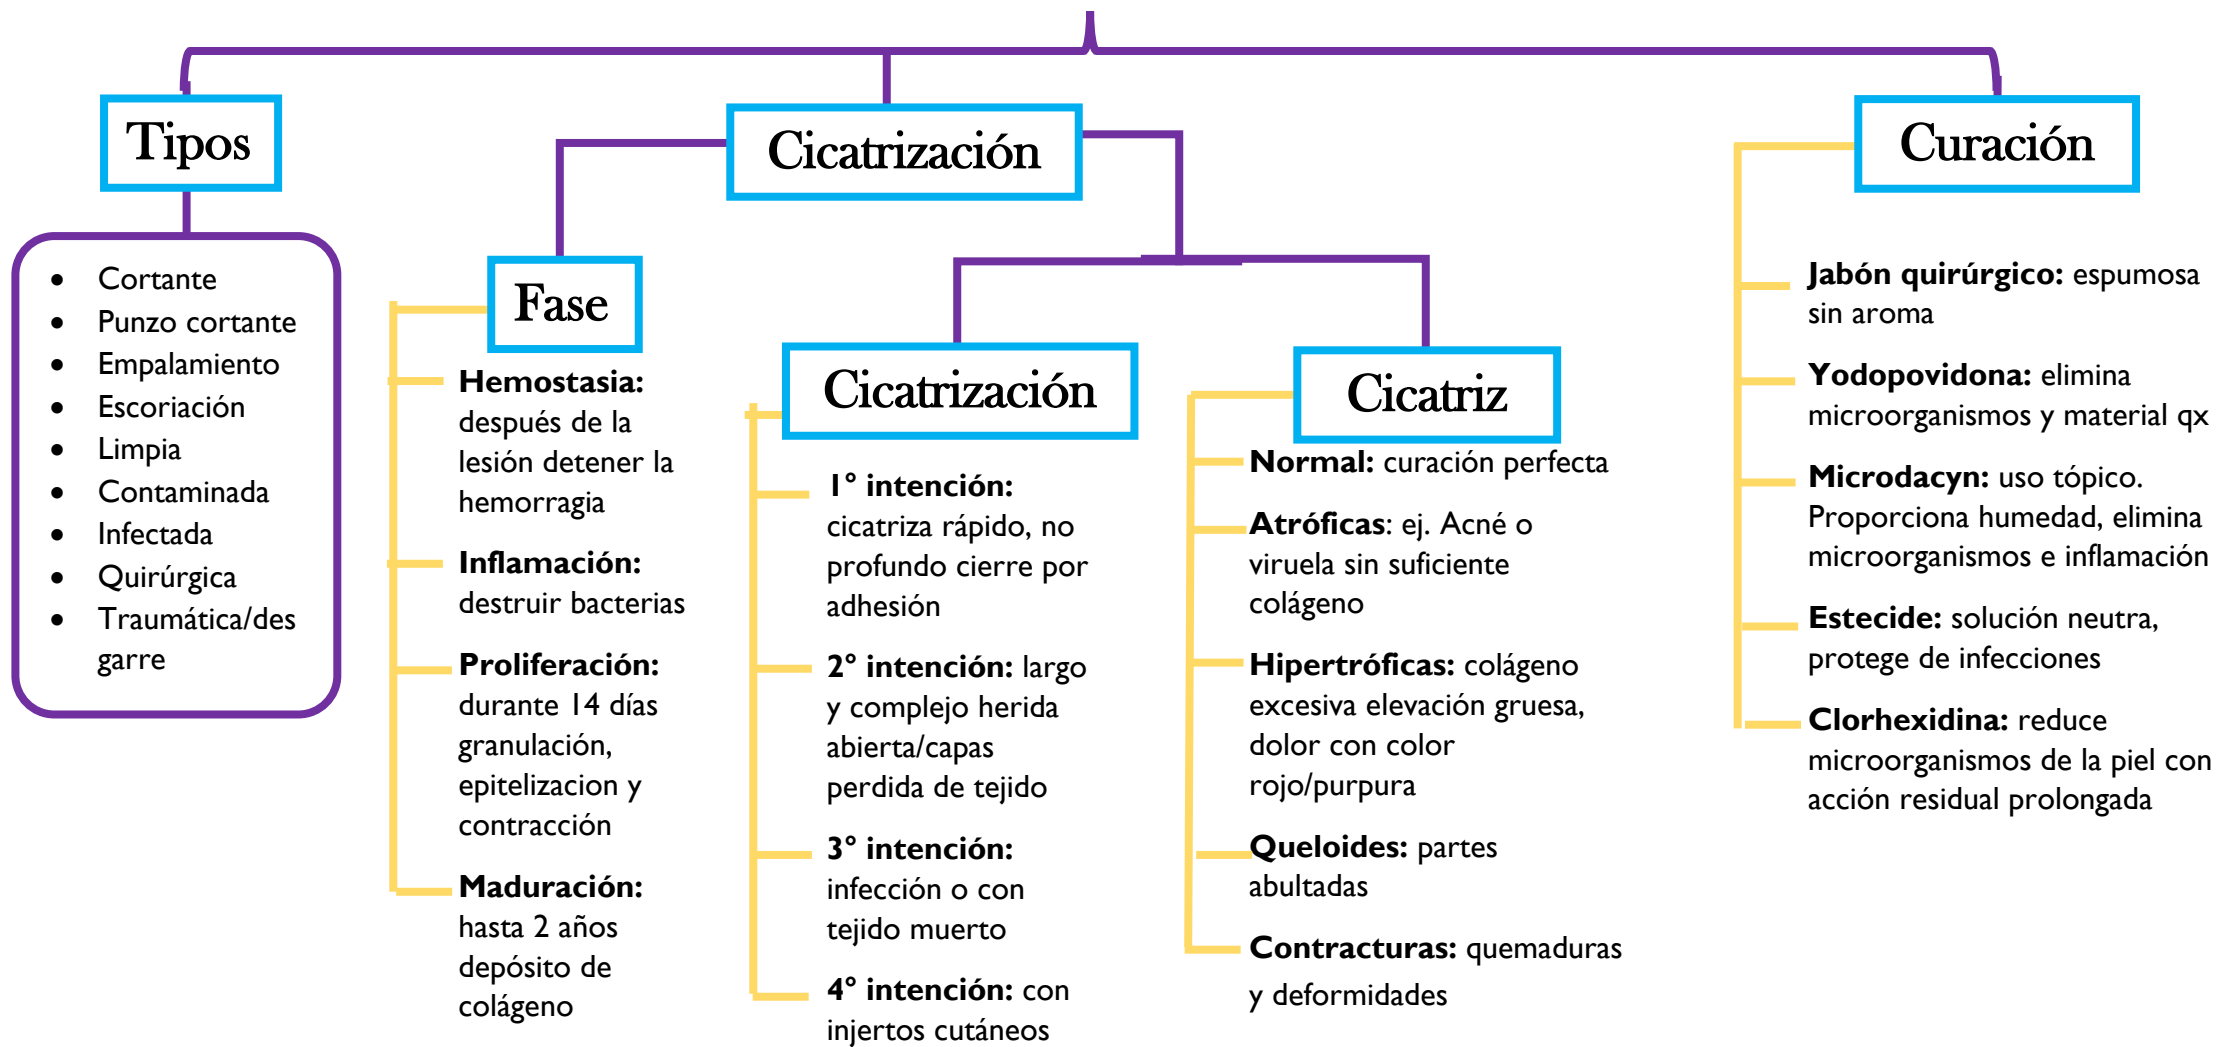 Tipos
• Cortante
• Punzo cortante
• Empalamiento
• Escoriación
• Limpia
• Contaminada
• Infectada
• Quirúrgica
• Traumática/des
garre
Cicatrización
Fase
Hemostasia:
después de la
lesión detener la
hemorragia
Inflamación:
destruir bacterias
Proliferación:
durante 14 días
granulación,
epitelizacion y
contracción
Maduración:
hasta 2 años
depósito de
colágeno
Cicatrización
1° intención:
cicatriza rápido, no
profundo cierre por
adhesión
2° intención: largo
y complejo herida
abierta/capas
perdida de tejido
3° intención:
infección o con
tejido muerto
4° intención: con
injertos cutáneos
Cicatriz
Normal: curación perfecta
Atróficas: ej. Acné o
viruela sin suficiente
colágeno
Hipertróficas: colágeno
excesiva elevación gruesa,
dolor con color
rojo/purpura
Queloides: partes
abultadas
Contracturas: quemaduras
y deformidades
Curación
Jabón quirúrgico: espumosa
sin aroma
Yodopovidona: elimina
microorganismos y material qx
Microdacyn: uso tópico.
Proporciona humedad, elimina
microorganismos e inflamación
Estecide: solución neutra,
protege de infecciones
Clorhexidina: reduce
microorganismos de la piel con
acción residual prolongada